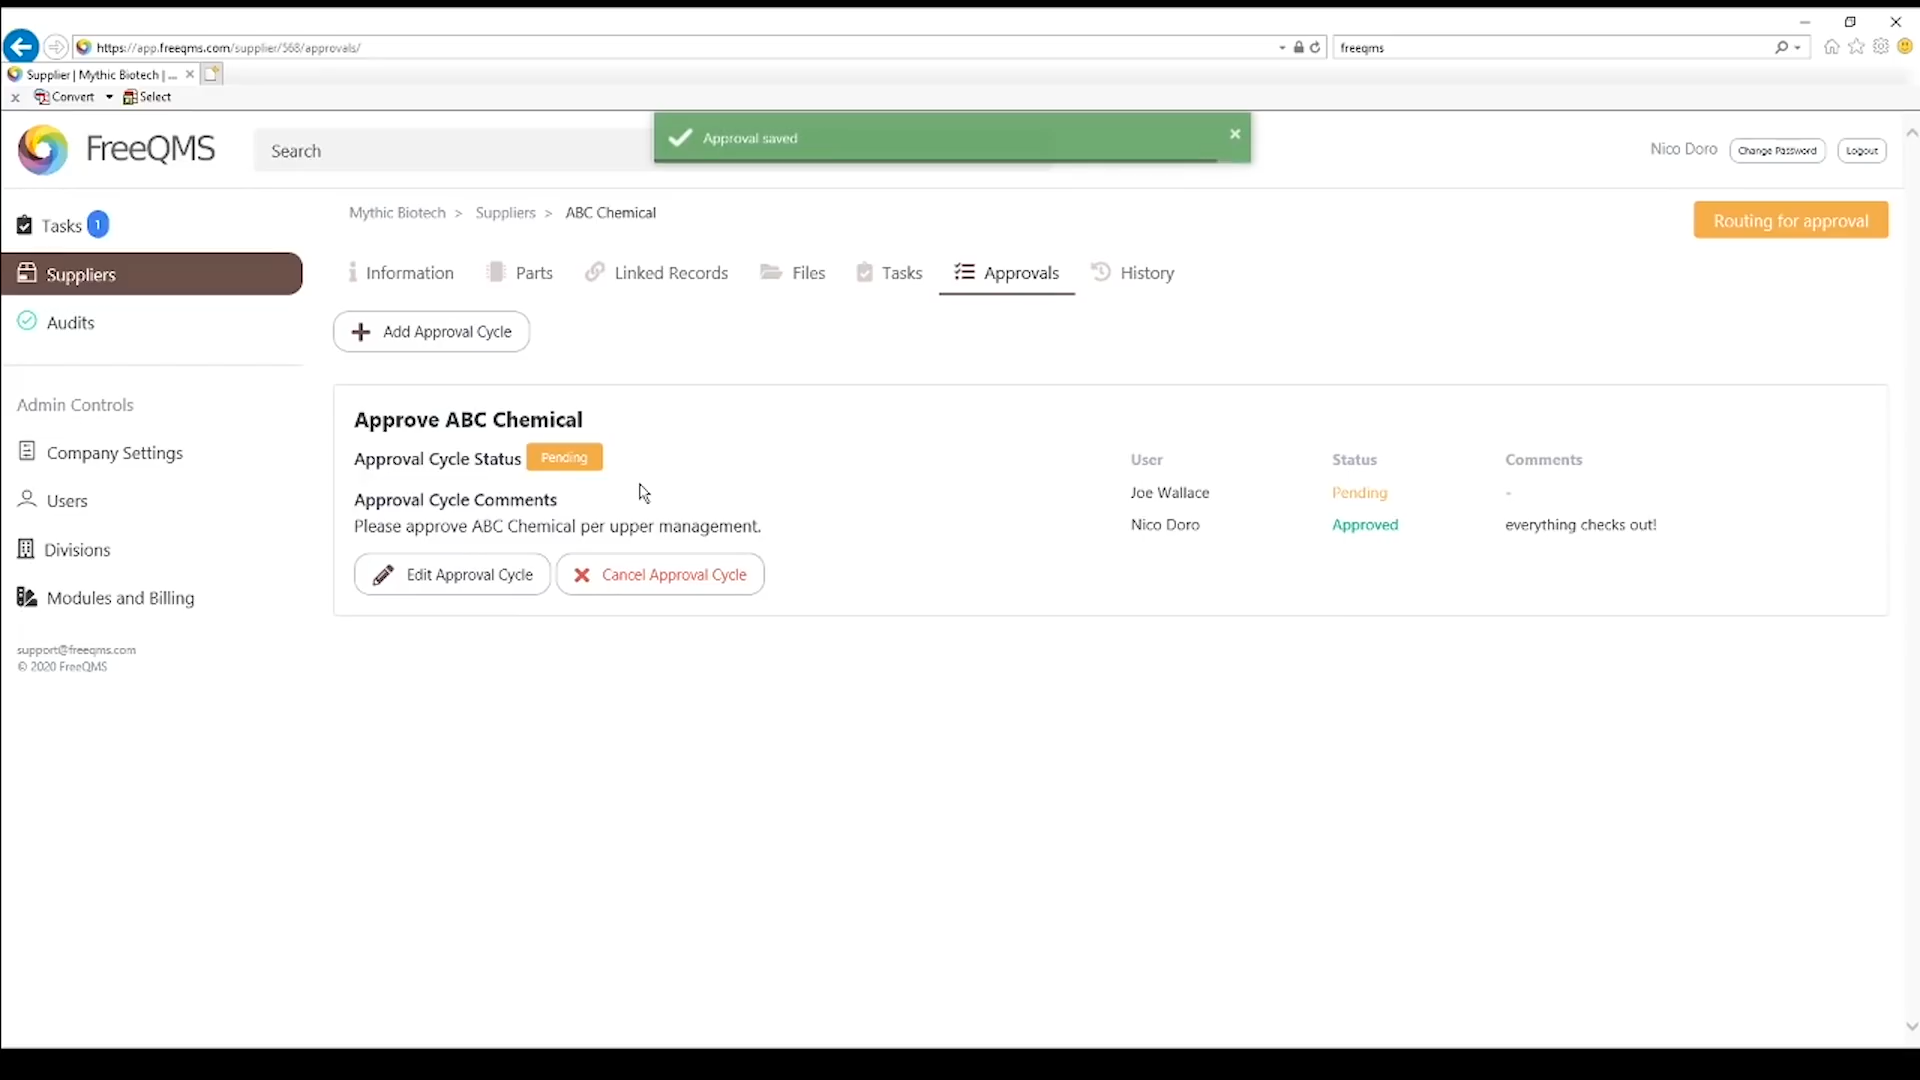 https://app.freeqms.com/supplier/568/approvals/
freeqms
Supplier | Mythic Biotech | ...
x Convert Select
FreeQMS
Search
Approval saved
Nico Doro
Change Password
Logout
Tasks 1
Suppliers
Audits
Admin Controls
Company Settings
Users
Divisions
Modules and Billing
support@freeqms.com
© 2020 FreeQMS
Mythic Biotech > Suppliers > ABC Chemical
Routing for approval
Information Parts Linked Records Files Tasks Approvals History
Add Approval Cycle
Approve ABC Chemical
Approval Cycle Status Pending
Approval Cycle Comments
Please approve ABC Chemical per upper management.
Edit Approval Cycle
Cancel Approval Cycle
User Status Comments
Joe Wallace Pending -
Nico Doro Approved everything checks out!